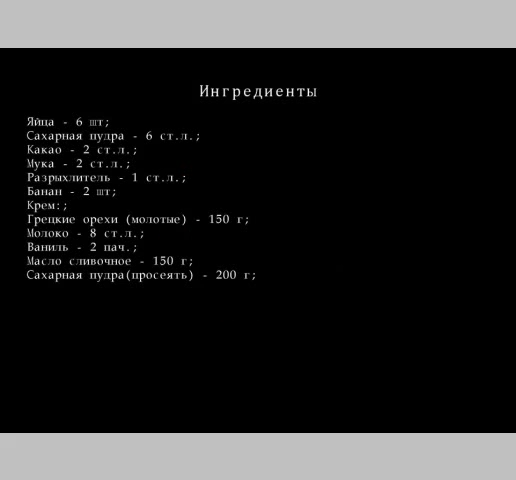 Ингредиенты
Яйца - 6 шт;
Сахарная пудра - 6 ст.л.;
Какао - 2 ст.л.;
Мука - 2 ст.л.;
Разрыхлитель - 1 ст.л.;
Банан - 2 шт;
Крем:;
Грецкие орехи (молотые) - 150 г;
Молоко - 8 ст.л.;
Ваниль - 2 пач.;
Масло сливочное - 150 г;
Сахарная пудра(просеять) - 200 г;